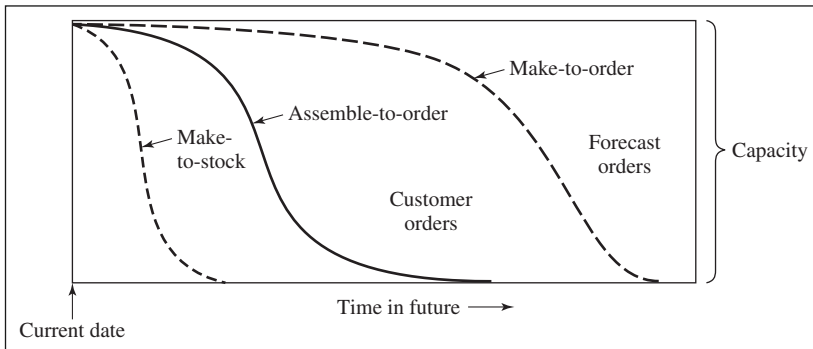 Make-to-order
Assemble-to-order
Make-
to-stock
Forecast
orders
Capacity
Customer
orders
Time in future
Current date